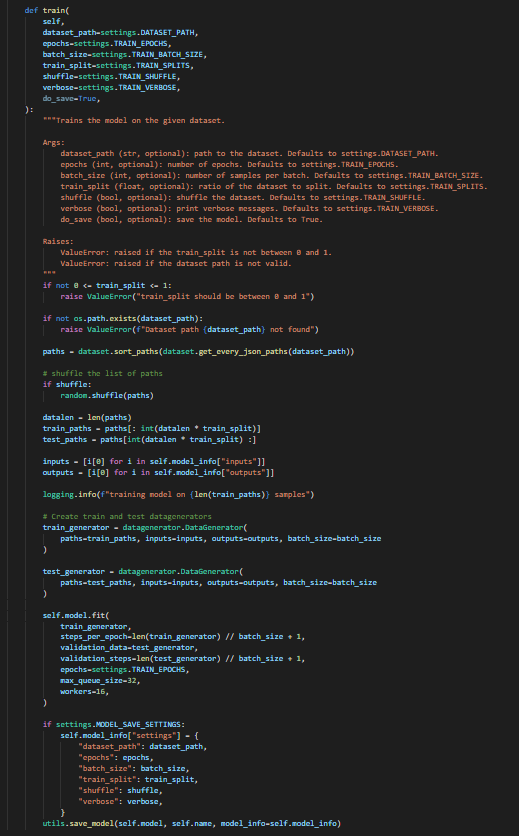 def train(
    self,
    dataset_path=settings.DATASET_PATH,
    epochs=settings.TRAIN_EPOCHS,
    batch_size=settings.TRAIN_BATCH_SIZE,
    train_split=settings.TRAIN_SPLITS,
    shuffle=settings.TRAIN_SHUFFLE,
    verbose=settings.TRAIN_VERBOSE,
    do_save=True,
):
    """Trains the model on the given dataset.

    Args:
        dataset_path (str, optional): path to the dataset. Defaults to settings.DATASET_PATH.
        epochs (int, optional): number of epochs. Defaults to settings.TRAIN_EPOCHS.
        batch_size (int, optional): number of samples per batch. Defaults to settings.TRAIN_BATCH_SIZE.
        train_split (float, optional): ratio of the dataset to split. Defaults to settings.TRAIN_SPLITS.
        shuffle (bool, optional): shuffle the dataset. Defaults to settings.TRAIN_SHUFFLE.
        verbose (bool, optional): print verbose messages. Defaults to settings.TRAIN_VERBOSE.
        do_save (bool, optional): save the model. Defaults to True.

    Raises:
        ValueError: raised if the train_split is not between 0 and 1.
        ValueError: raised if the dataset path is not valid.
    """
    if not 0 <= train_split <= 1:
        raise ValueError("train_split should be between 0 and 1")

    if not os.path.exists(dataset_path):
        raise ValueError(f"Dataset path {dataset_path} not found")

    paths = dataset.sort_paths(dataset.get_every_json_paths(dataset_path))

    # shuffle the list of paths
    if shuffle:
        random.shuffle(paths)

    datalen = len(paths)
    train_paths = paths[: int(datalen * train_split)]
    test_paths = paths[int(datalen * train_split) :]

    inputs = [i[0] for i in self.model_info["inputs"]]
    outputs = [i[0] for i in self.model_info["outputs"]]

    logging.info(f"training model on {len(train_paths)} samples")

    # Create train and test datagenerators
    train_generator = datagenerator.DataGenerator(
        paths=train_paths, inputs=inputs, outputs=outputs, batch_size=batch_size
    )

    test_generator = datagenerator.DataGenerator(
        paths=test_paths, inputs=inputs, outputs=outputs, batch_size=batch_size
    )

    self.model.fit(
        train_generator,
        steps_per_epoch=len(train_generator) // batch_size + 1,
        validation_data=test_generator,
        validation_steps=len(test_generator) // batch_size + 1,
        epochs=settings.TRAIN_EPOCHS,
        max_queue_size=32,
        workers=16,
    )

    if settings.MODEL_SAVE_SETTINGS:
        self.model_info["settings"] = {
            "dataset_path": dataset_path,
            "epochs": epochs,
            "batch_size": batch_size,
            "train_split": train_split,
            "shuffle": shuffle,
            "verbose": verbose,
        }
    utils.save_model(self.model, self.name, model_info=self.model_info)